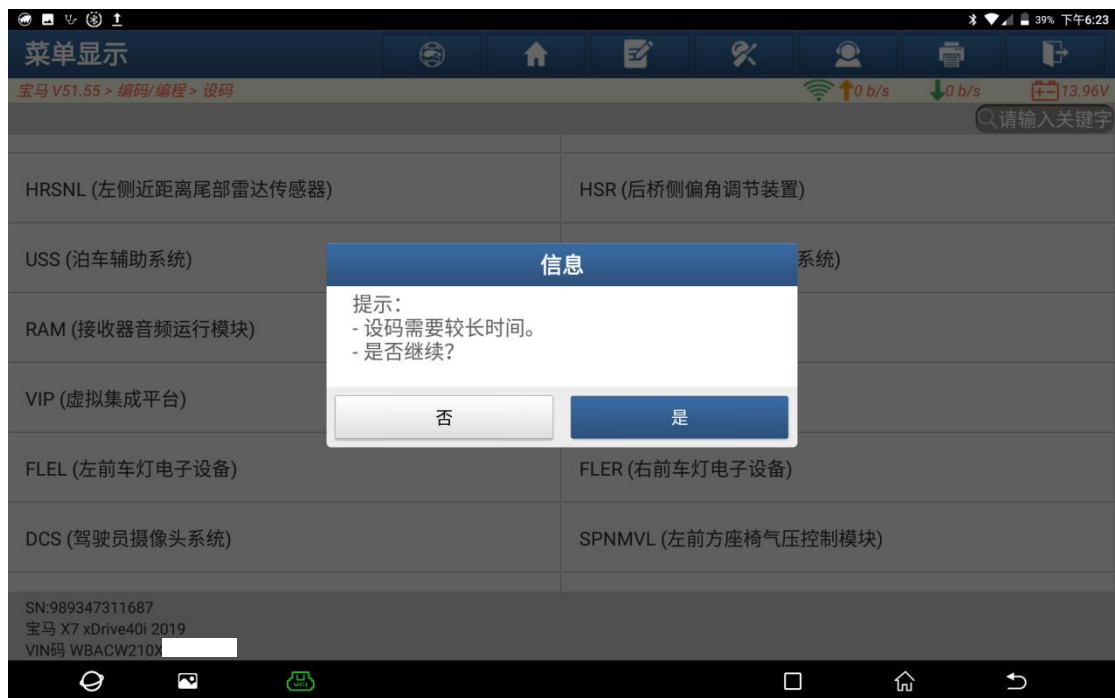 39% 下午6:23
菜单显示
宝马 V51.55 > 编码/编程 > 设码
0 b/s
0 b/s
13.96V
请输入关键字
HRSNL (左侧近距离尾部雷达传感器)
HSR (后桥侧偏角调节装置)
USS (泊车辅助系统)
系统)
RAM (接收器音频运行模块)
VIP (虚拟集成平台)
FLEL (左前车灯电子设备)
FLER (右前车灯电子设备)
DCS (驾驶员摄像头系统)
SPNMVL (左前方座椅气压控制模块)
信息
提示：
- 设码需要较长时间。
- 是否继续？
否
是
SN:989347311687
宝马 X7 xDrive40i 2019
VIN码 WBACW210X
VCI